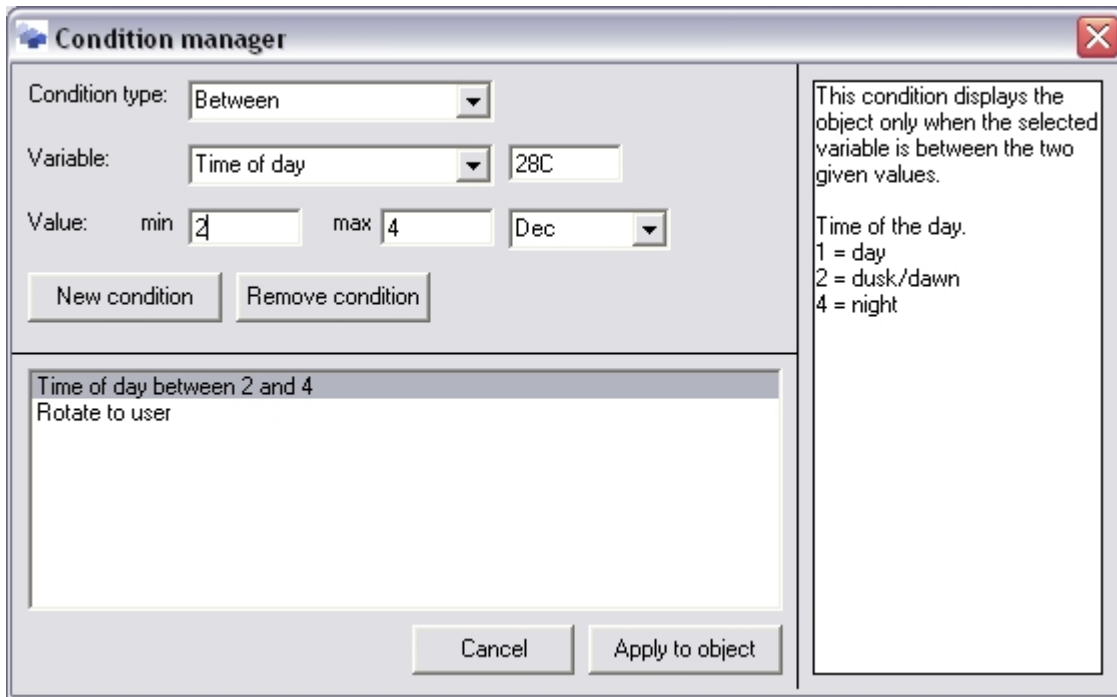 Condition manager
Condition type: Between
Variable: Time of day 28C
Value: min 2 max 4 Dec
New condition Remove condition
Time of day between 2 and 4
Rotate to user
Cancel Apply to object
This condition displays the
object only when the selected
variable is between the two
given values.
Time of the day.
1 = day
2 = dusk/dawn
4 = night